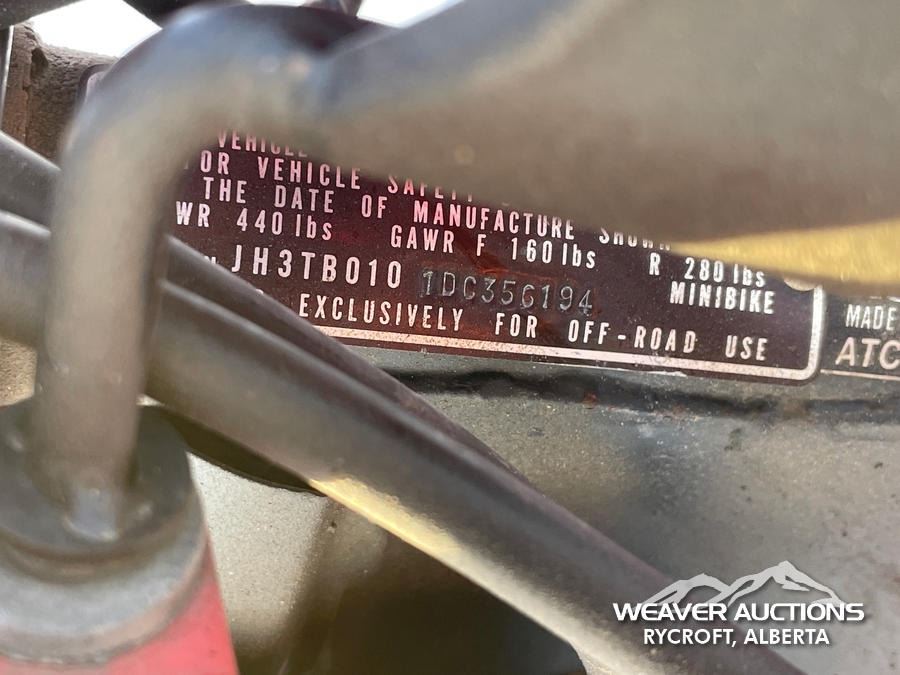 VEHICLE
OR VEHICLE SAFETY
THE DATE OF MANUFACTURE SHOWN
WR 440 lbs GAWR F 160 lbs R 280 lbs
JH3TB010 1DC356194 MINIBIKE
EXCLUSIVELY FOR OFF-ROAD USE
MADE
ATC
WEAVER AUCTIONS
RYCROFT, ALBERTA